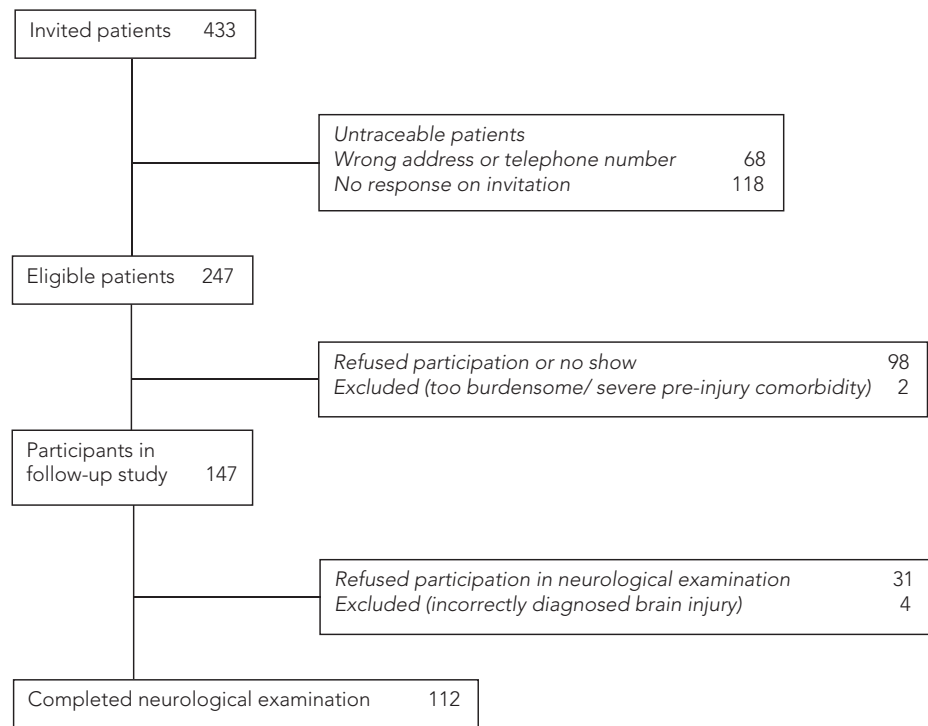 Invited patients 433
Untraceable patients
Wrong address or telephone number 68
No response on invitation 118
Eligible patients 247
Refused participation or no show 98
Excluded (too burdensome/ severe pre-injury comorbidity) 2
Participants in
follow-up study 147
Refused participation in neurological examination 31
Excluded (incorrectly diagnosed brain injury) 4
Completed neurological examination 112